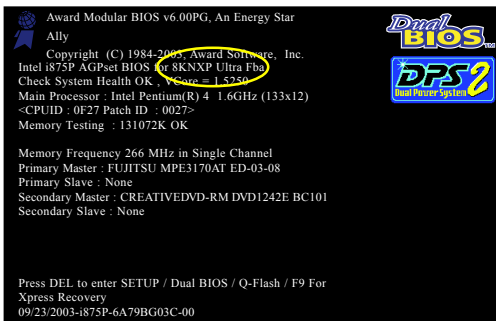 Award Modular BIOS v6.00PG, An Energy Star
Ally
Copyright (C) 1984-2003, Award Software, Inc.
Intel i875P AGPset BIOS for 8KNXP Ultra Fba
Check System Health OK , VCore = 1.5250
Main Processor : Intel Pentium(R) 4 1.6GHz (133x12)
<CPUID : 0F27 Patch ID : 0027>
Memory Testing : 131072K OK
Memory Frequency 266 MHz in Single Channel
Primary Master : FUJITSU MPE3170AT ED-03-08
Primary Slave : None
Secondary Master : CREATIVEDVD-RM DVD1242E BC101
Secondary Slave : None
Press DEL to enter SETUP / Dual BIOS / Q-Flash / F9 For
Xpress Recovery
09/23/2003-i875P-6A79BG03C-00
Dual
BIOS TM
DPS2
Dual Power System